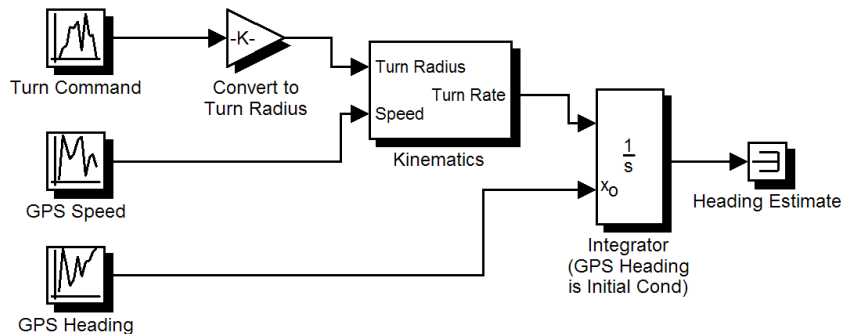 Turn Command
-K-
Convert to
Turn Radius
Turn Radius
Turn Rate
Speed
Kinematics
GPS Speed
1
s
xo
Integrator
(GPS Heading
is Initial Cond)
Heading Estimate
GPS Heading